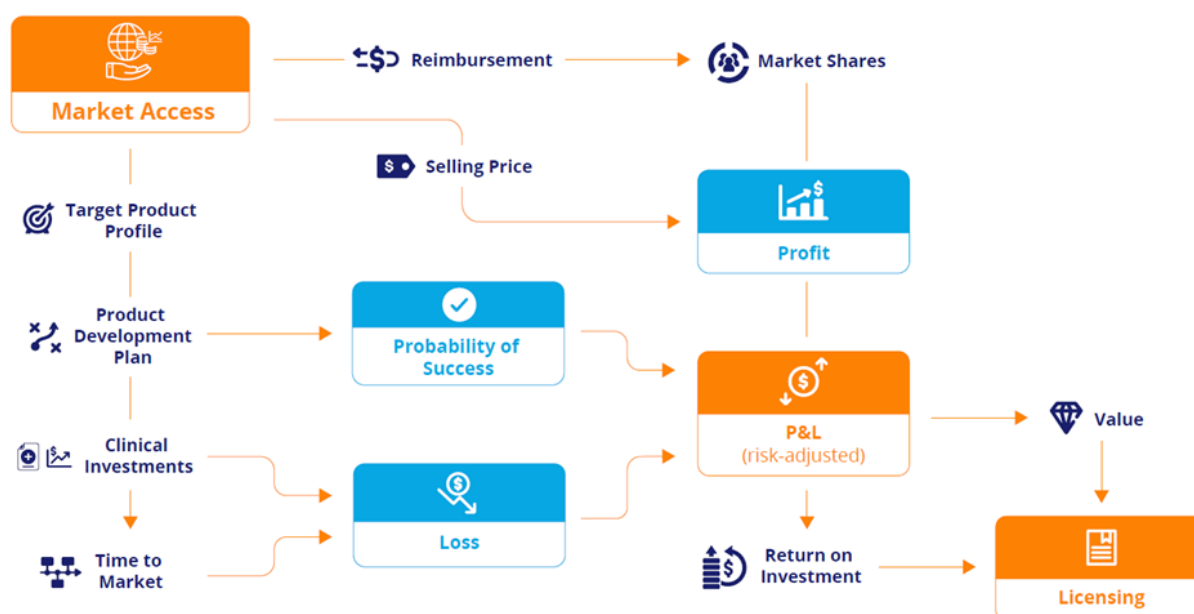 Reimbursement
Market Shares
Market Access
Selling Price
Target Product
Profile
Profit
Product
Development
Plan
Probability of
Success
P&L
(risk-adjusted)
Value
Clinical
Investments
Loss
Time to
Market
Return on
Investment
Licensing